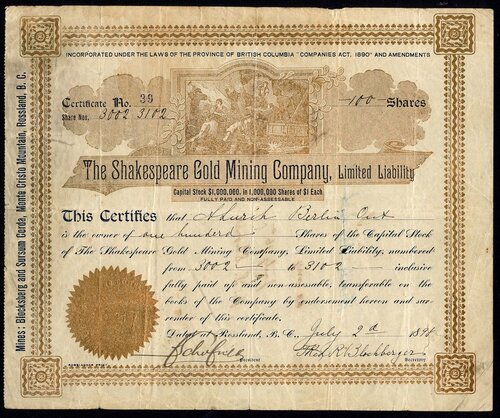 INCORPORATED UNDER THE LAWS OF THE PROVINCE OF BRITISH COLUMBIA "COMPANIES ACT, 1890" AND AMENDMENTS
Certificate No. 39
100 Shares
Share Nos. 3002 3102
The Shakespeare Gold Mining Company, Limited Liability
Capital Stock $1,000,000, in 1,000,000 Shares of $1 Each
FULLY PAID AND NON-ASSESSABLE
This Certifies that Berlin Ont
is the owner of one hundred Shares of the Capital Stock
of The Shakespeare Gold Mining Company, Limited Liability, numbered
from 3002 to 3102 inclusive
fully paid up and non-assessable, transferable on the
books of the Company by endorsement hereon and sur-
render of this certificate.
Dated at Rossland, B. C., July 2d 189
President
Secretary
Mines: Blocksberg and Sursum Corda, Monte Cristo Mountain, Rossland, B. C.